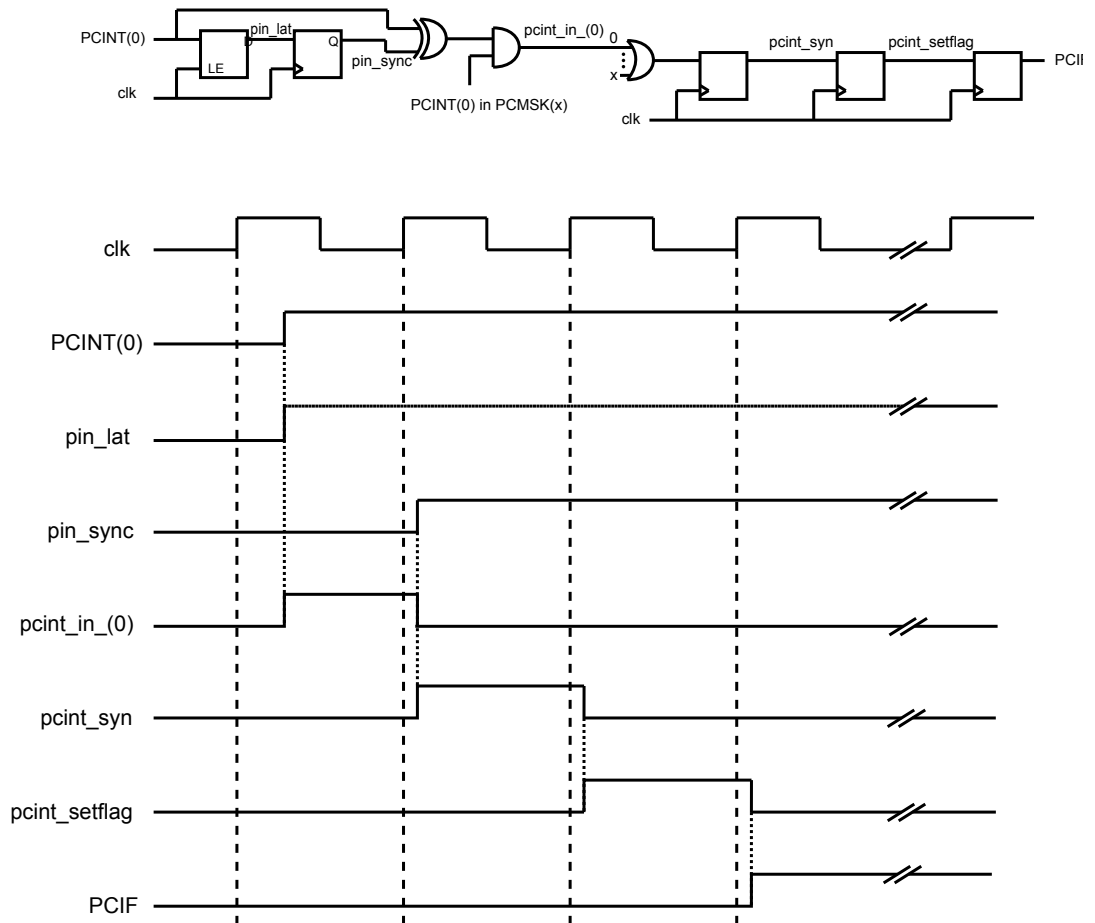 PCINT(0)
LE
D
pin_lat
Q
pin_sync
clk
PCINT(0) in PCMSK(x)
pcint_in_(0)
0
x
clk
pcint_syn
pcint_setflag
clk
PCINT(0)
pin_lat
pin_sync
pcint_in_(0)
pcint_syn
pcint_setflag
PCIF